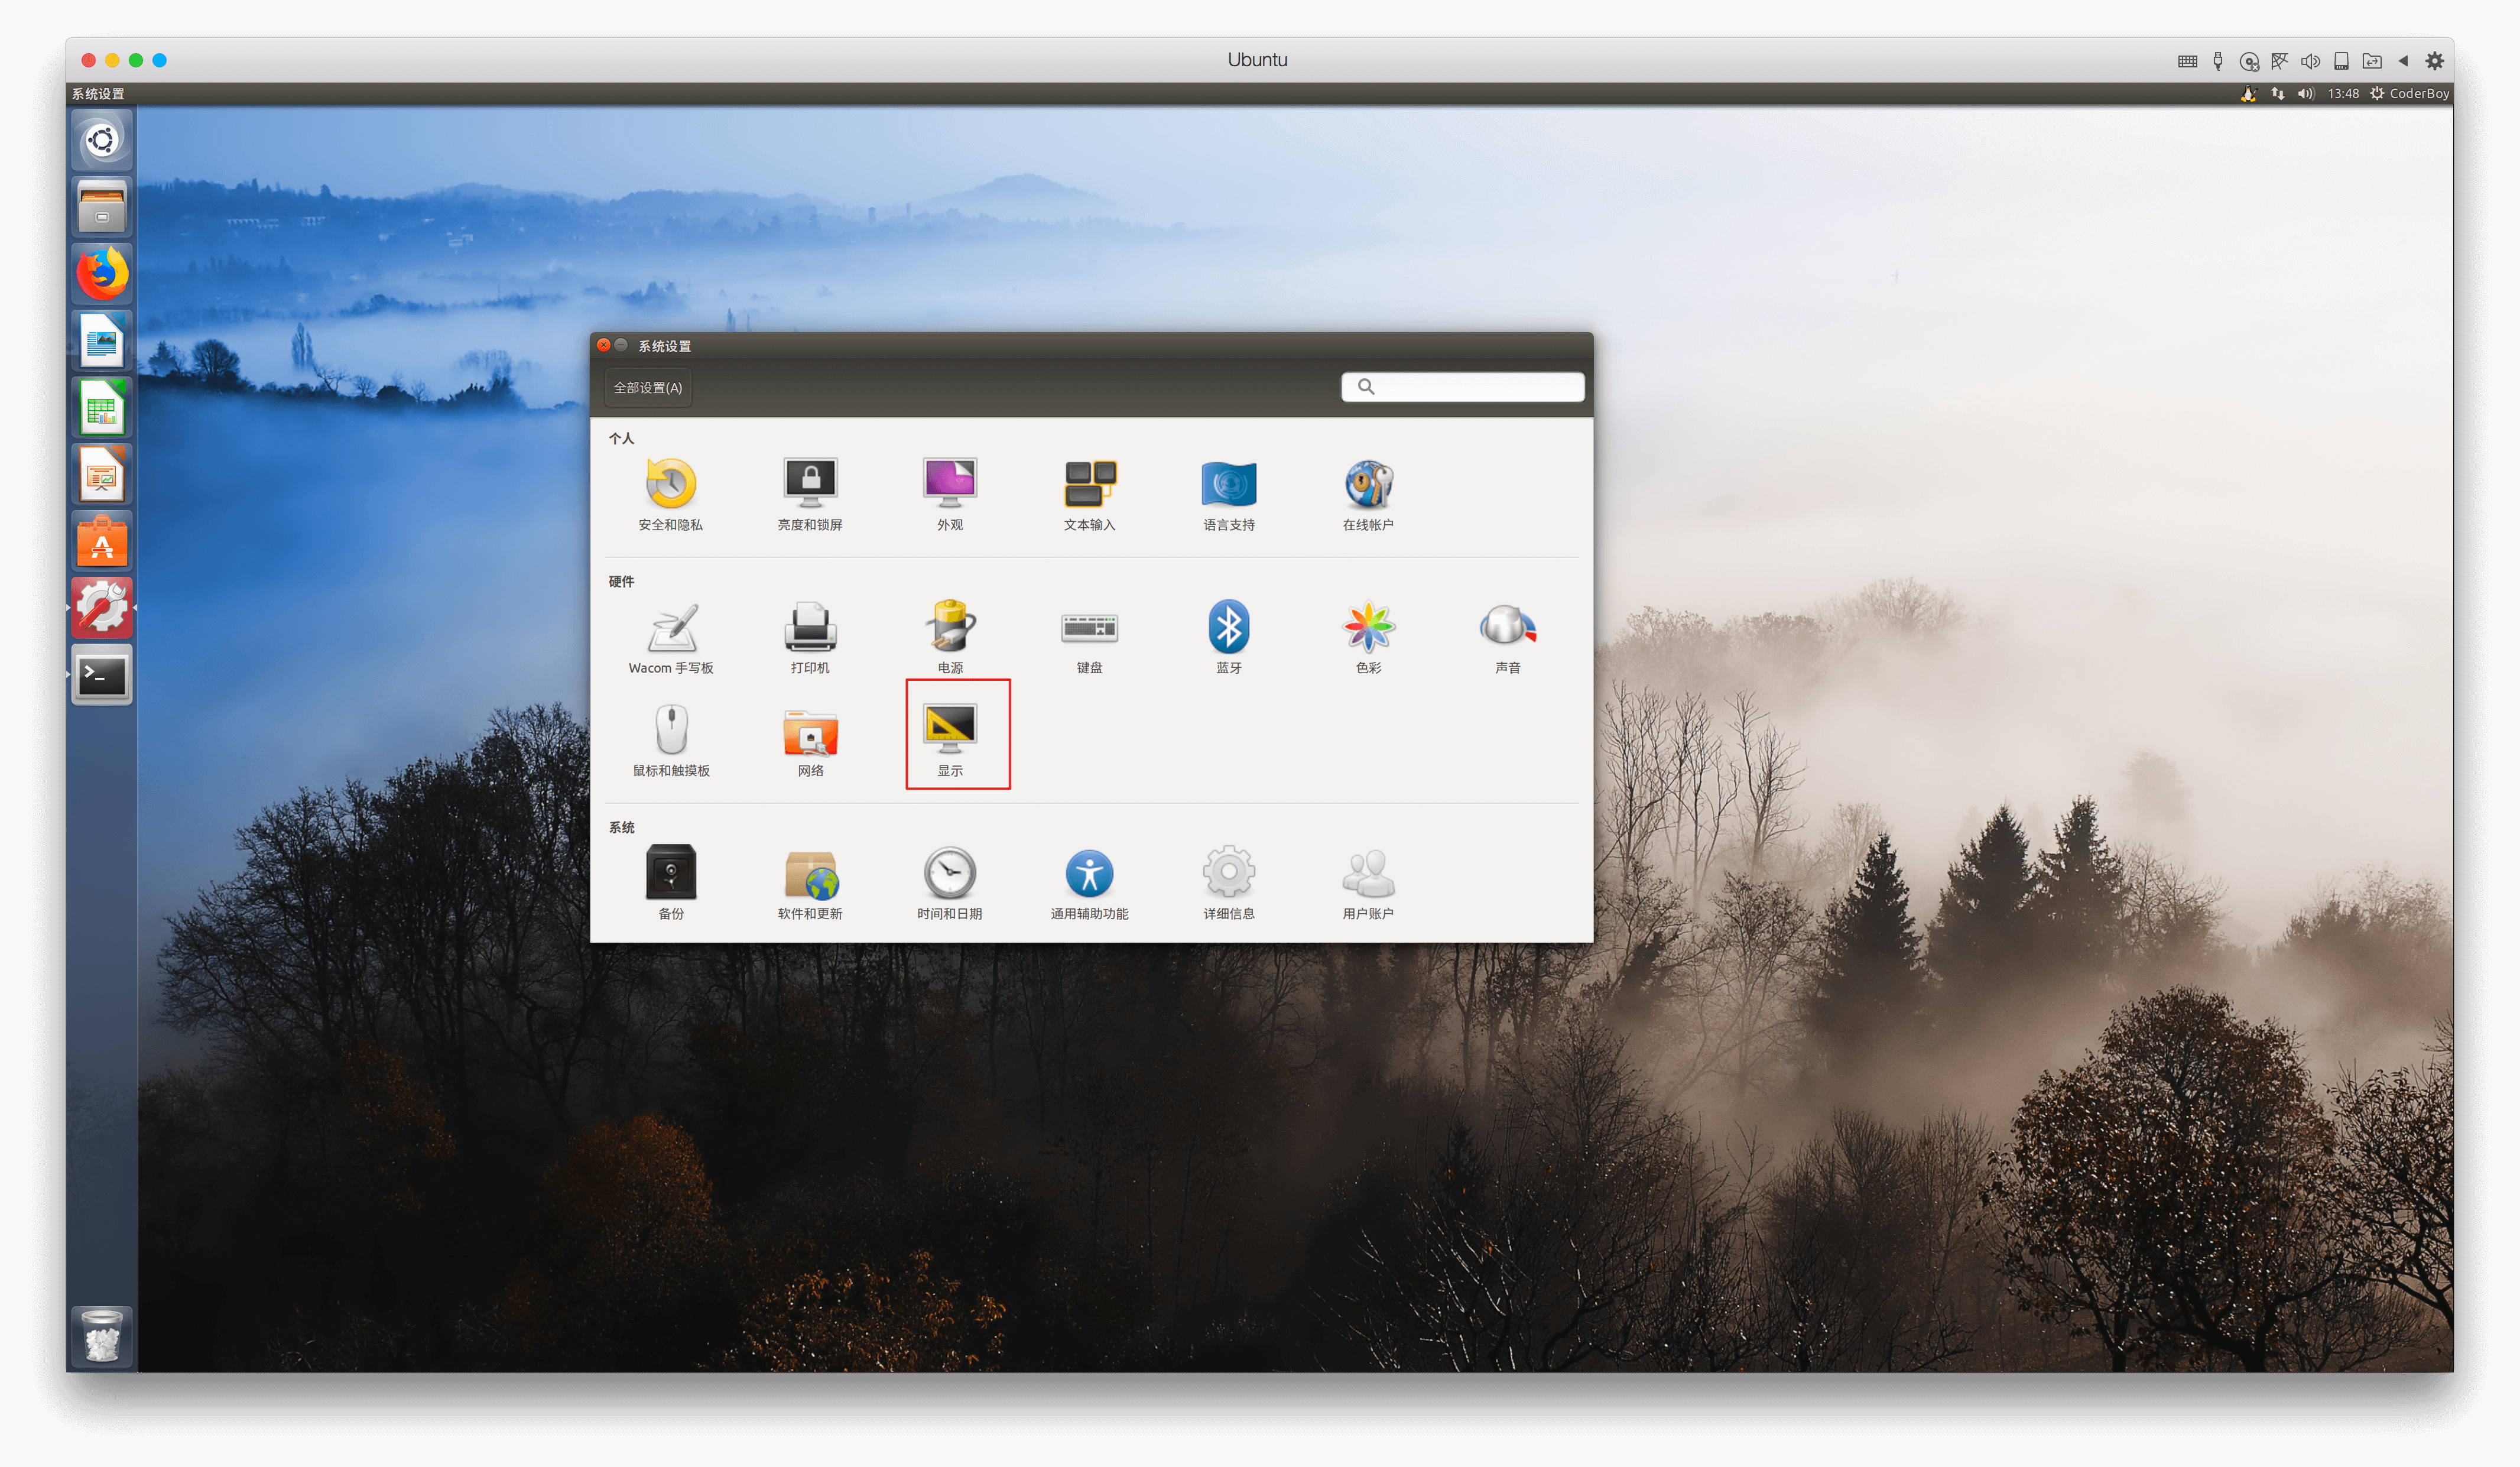 Ubuntu
系统设置
13:48 CoderBoy
系统设置
全部设置(A)
个人
安全和隐私 亮度和锁屏 外观 文本输入 语言支持 在线帐户
硬件
Wacom 手写板 打印机 电源 键盘 蓝牙 色彩 声音
鼠标和触摸板 网络 显示
系统
备份 软件和更新 时间和日期 通用辅助功能 详细信息 用户账户